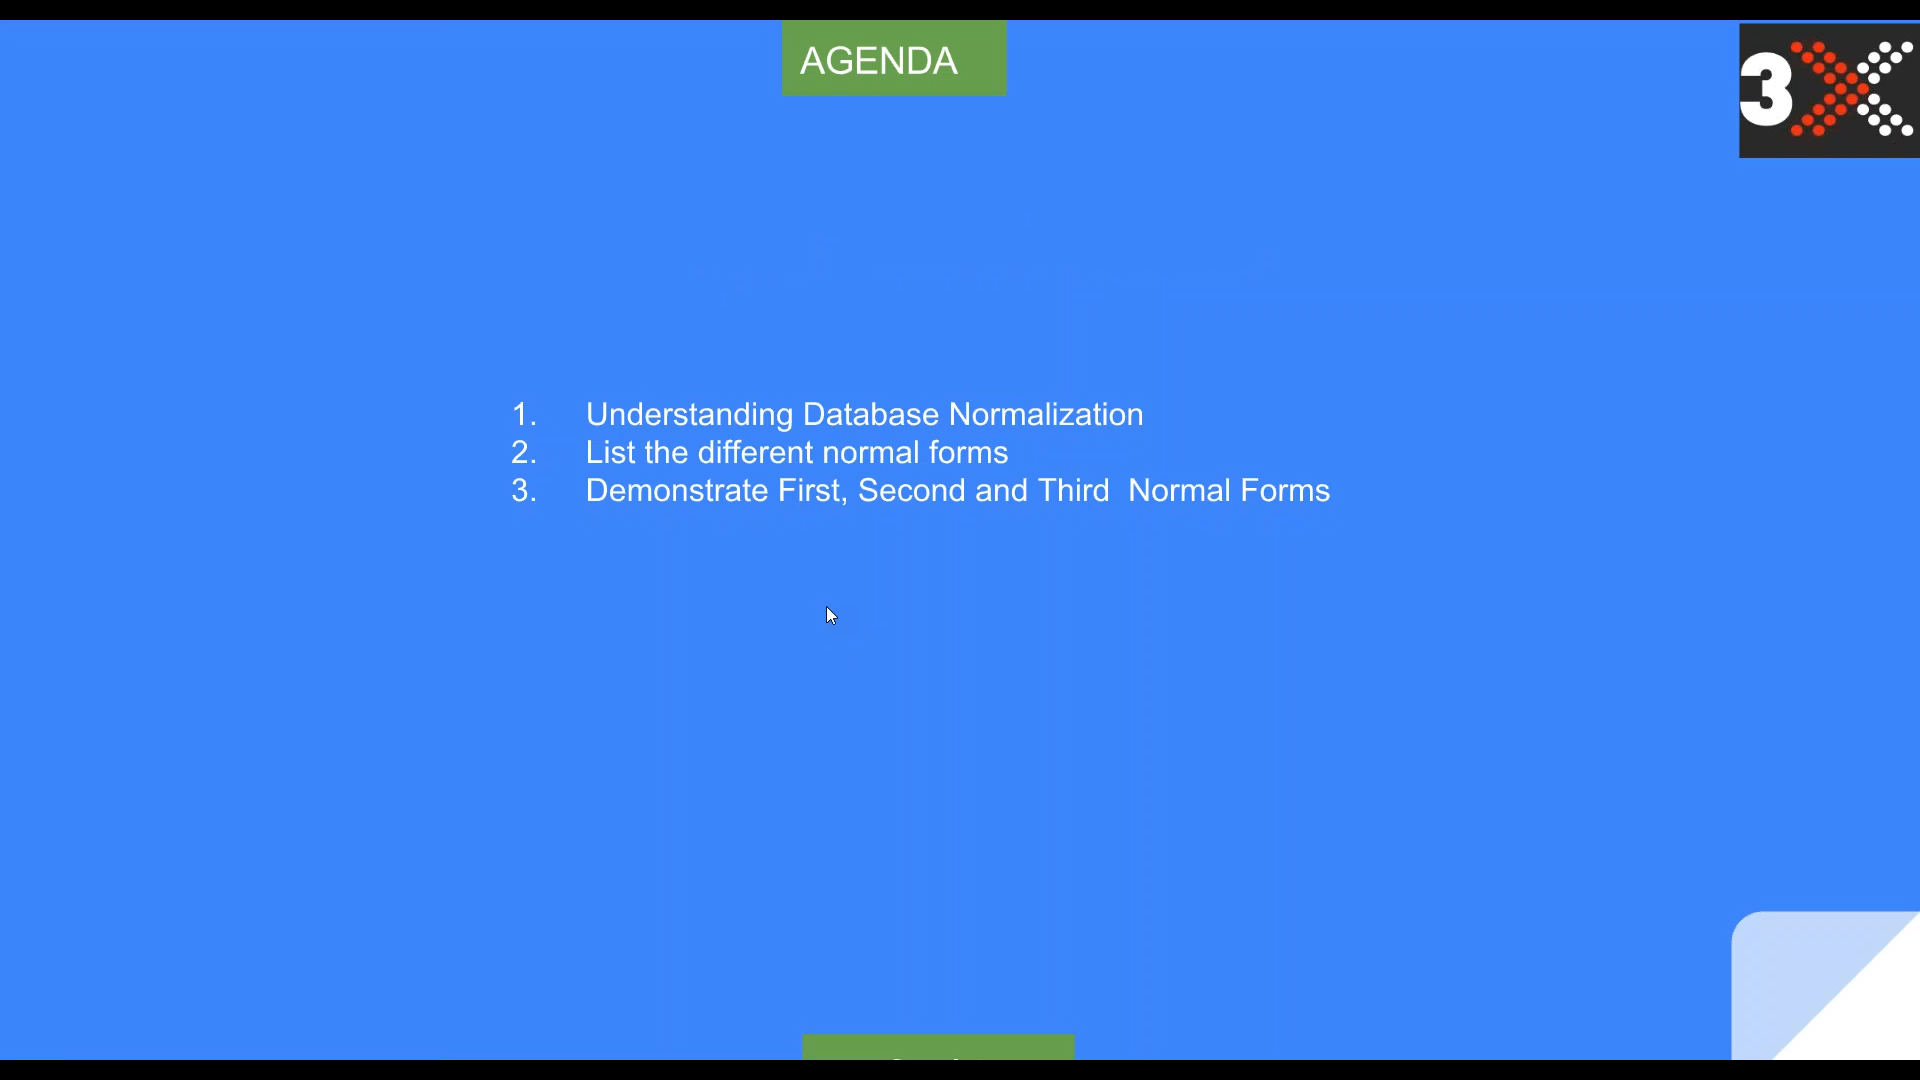 AGENDA
3X
1. Understanding Database Normalization
2. List the different normal forms
3. Demonstrate First, Second and Third  Normal Forms